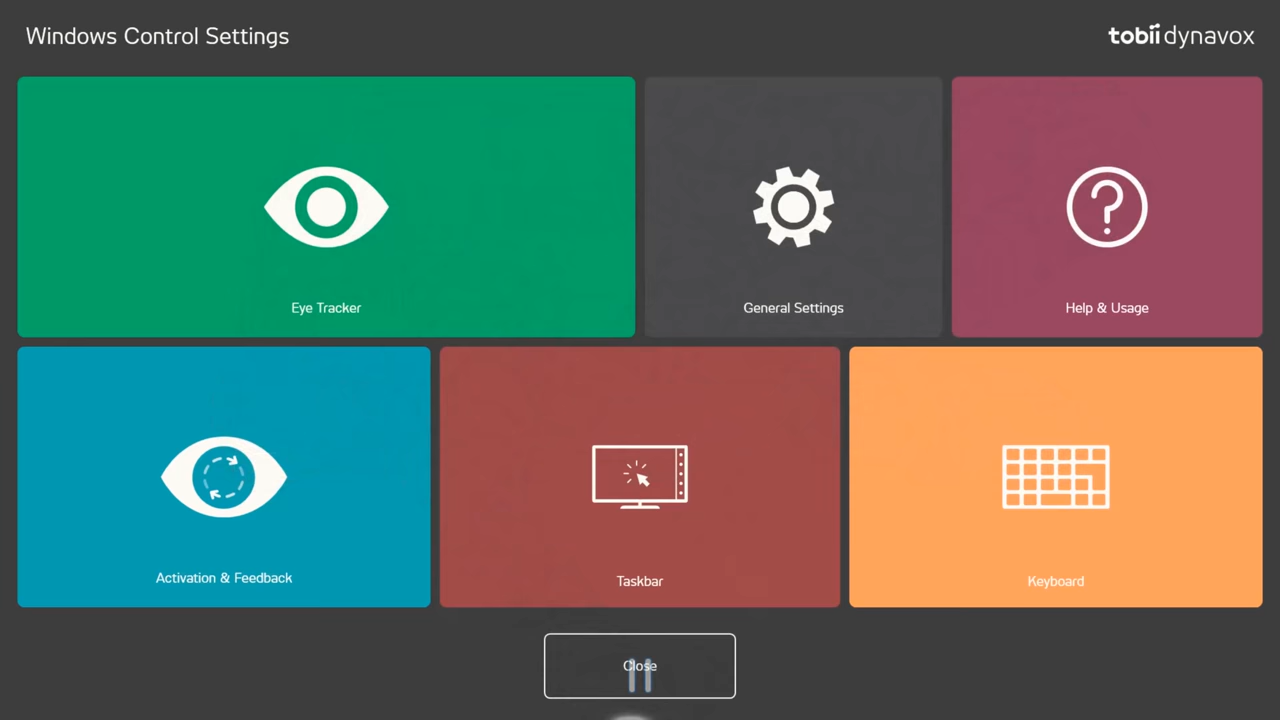 Windows Control Settings
tobii dynavox
Eye Tracker
General Settings
Help & Usage
Activation & Feedback
Taskbar
Keyboard
Close